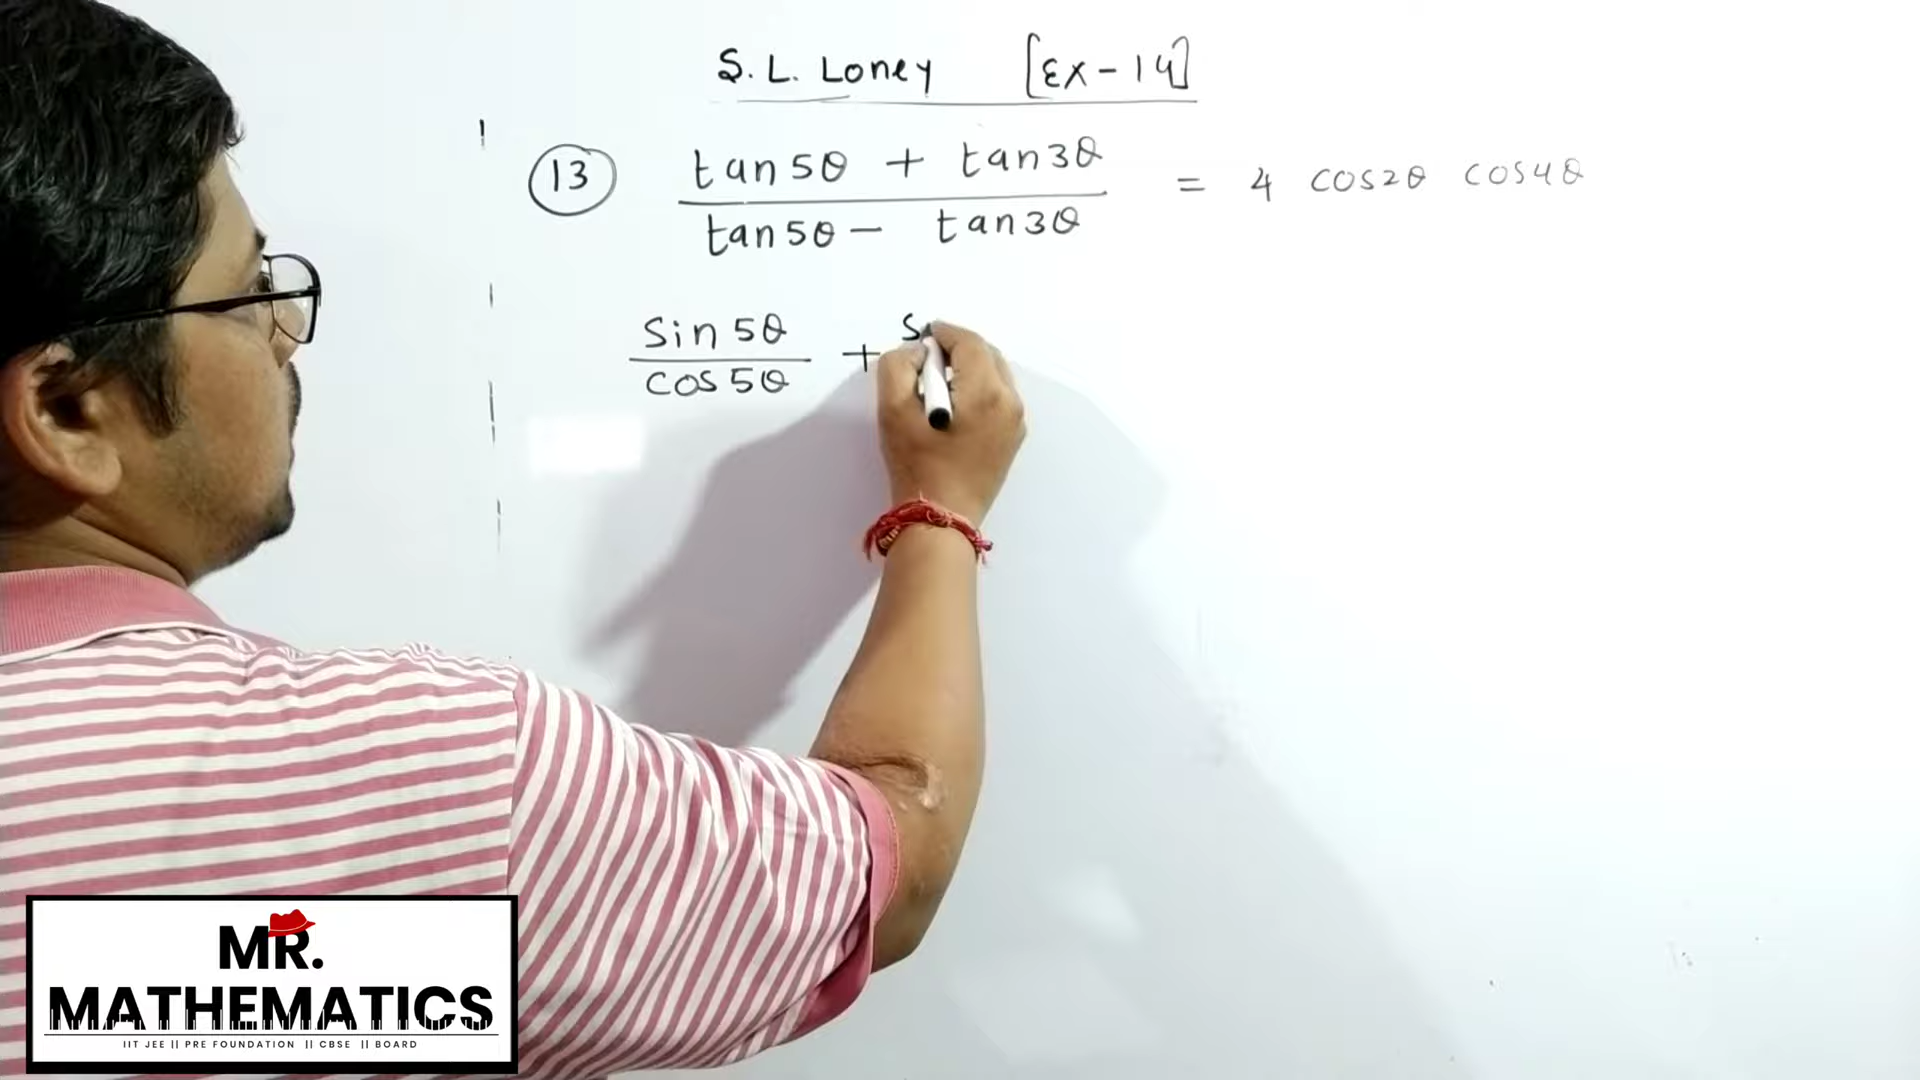 S. L. Loney [Ex - 14]
13 tan5θ + tan3θ / tan5θ - tan3θ = 4 cos2θ cos4θ
sin 5θ / cos 5θ + s
MR.
MATHEMATICS
IIT JEE || PRE FOUNDATION || CBSE || BOARD